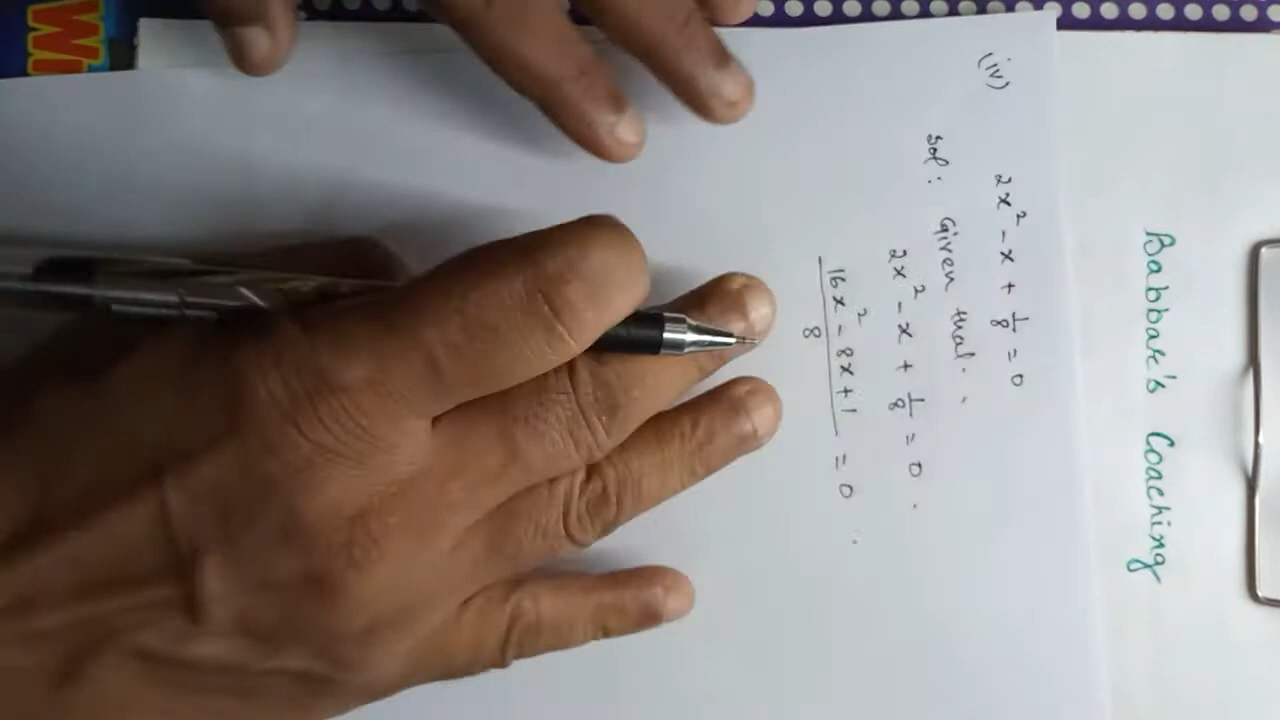 Babbar's Coaching
(iv) 2x² - x + 1/8 = 0
Sol: Given that.
2x² - x + 1/8 = 0.
16x² - 8x + 1 / 8 = 0